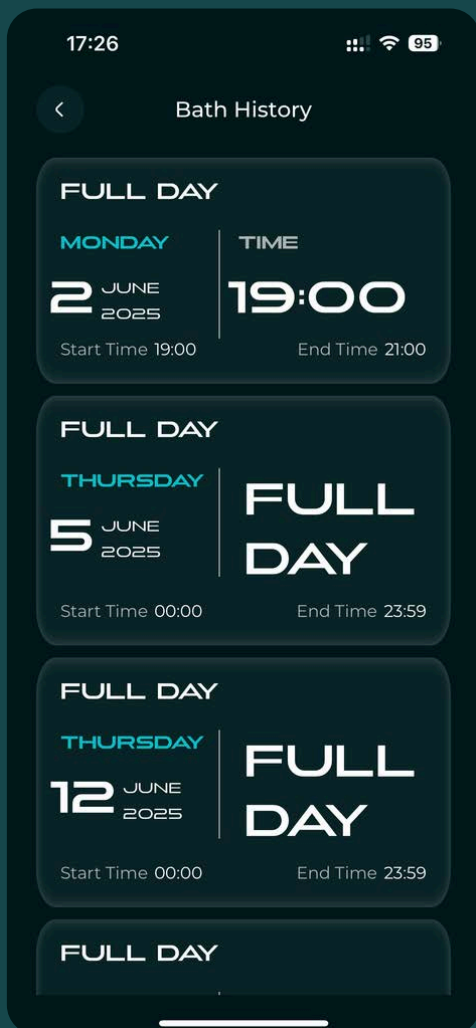 17:26
95
Bath History
FULL DAY
MONDAY
TIME
2
JUNE
2025
19:00
Start Time 19:00
End Time 21:00
FULL DAY
THURSDAY
5
JUNE
2025
FULL
DAY
Start Time 00:00
End Time 23:59
FULL DAY
THURSDAY
12
JUNE
2025
FULL
DAY
Start Time 00:00
End Time 23:59
FULL DAY